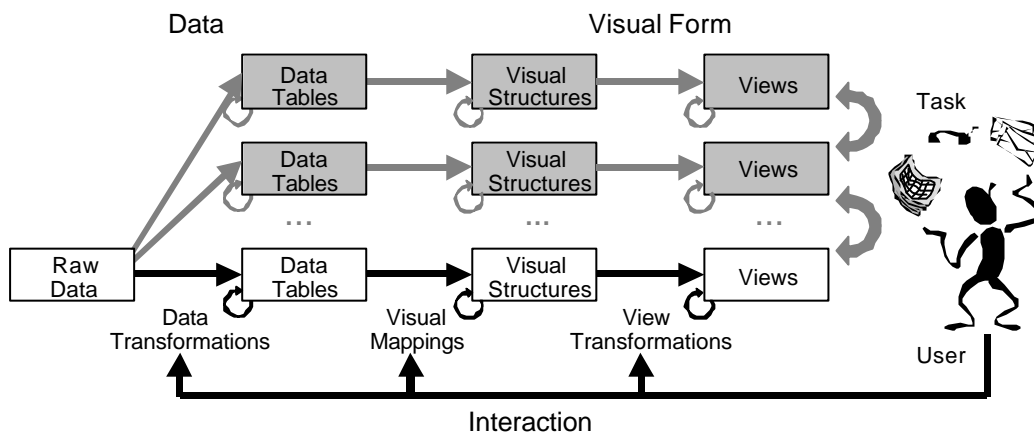 Data
Visual Form
Data
Tables
Visual
Structures
Views
Task
Data
Tables
Visual
Structures
Views
...
...
...
Raw
Data
Data
Tables
Visual
Structures
Views
Data
Transformations
Visual
Mappings
View
Transformations
User
Interaction